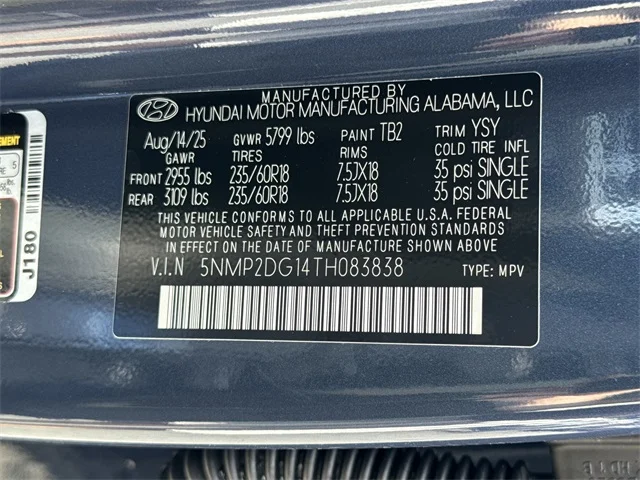 MANUFACTURED BY
HYUNDAI MOTOR MANUFACTURING ALABAMA, LLC
Aug/14/25 GVWR 5799 lbs PAINT TB2 TRIM YSY
GAWR TIRES RIMS COLD TIRE INFL
FRONT 2955 lbs 235/60R18 7.5JX18 35 psi SINGLE
REAR 3109 lbs 235/60R18 7.5JX18 35 psi SINGLE
THIS VEHICLE CONFORMS TO ALL APPLICABLE U.S.A. FEDERAL
MOTOR VEHICLE SAFETY AND THEFT PREVENTION STANDARDS
IN EFFECT ON THE DATE OF MANUFACTURE SHOWN ABOVE.
V.I.N 5NMP2DG14TH083838 TYPE: MPV
J180